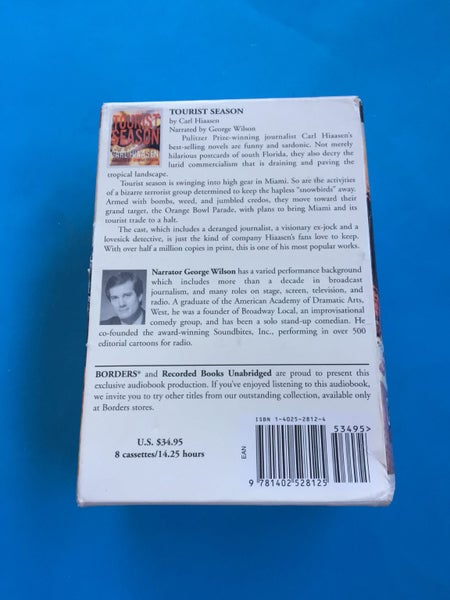 TOURIST
SEASON
TOURIST SEASON
by Carl Hiaasen
Narrated by George Wilson
Pulitzer Prize-winning journalist Carl Hiaasen's
best-selling novels are funny and sardonic. Not merely
hilarious postcards of south Florida, they also decry the
lurid commercialism that is draining and paving the
tropical landscape.
Tourist season is swinging into high gear in Miami. So are the activities
of a bizarre terrorist group determined to keep the hapless "snowbirds" away.
Armed with bombs, weed, and jumbled credos, they move toward their
grand target, the Orange Bowl Parade, with plans to bring Miami and its
tourist trade to a halt.
The cast, which includes a deranged journalist, a visionary ex-jock and a
lovesick detective, is just the kind of company Hiaasen's fans love to keep.
With over half a million copies in print, this is one of his most popular works.
Narrator George Wilson has a varied performance background
which includes more than a decade in broadcast
journalism, and many roles on stage, screen, television, and
radio. A graduate of the American Academy of Dramatic Arts,
West, he was a founder of Broadway Local, an improvisational
comedy group, and has been a solo stand-up comedian. He
co-founded the award-winning Soundbites, Inc., performing in over 500
editorial cartoons for radio.
BORDERS® and Recorded Books Unabridged are proud to present this
exclusive audiobook production. If you've enjoyed listening to this audiobook,
we invite you to try other titles from our outstanding collection, available only
at Borders stores.
U.S. $34.95
8 cassettes/14.25 hours
ISBN 1-4025-2812-4
53495>
EAN
9 781402 528125